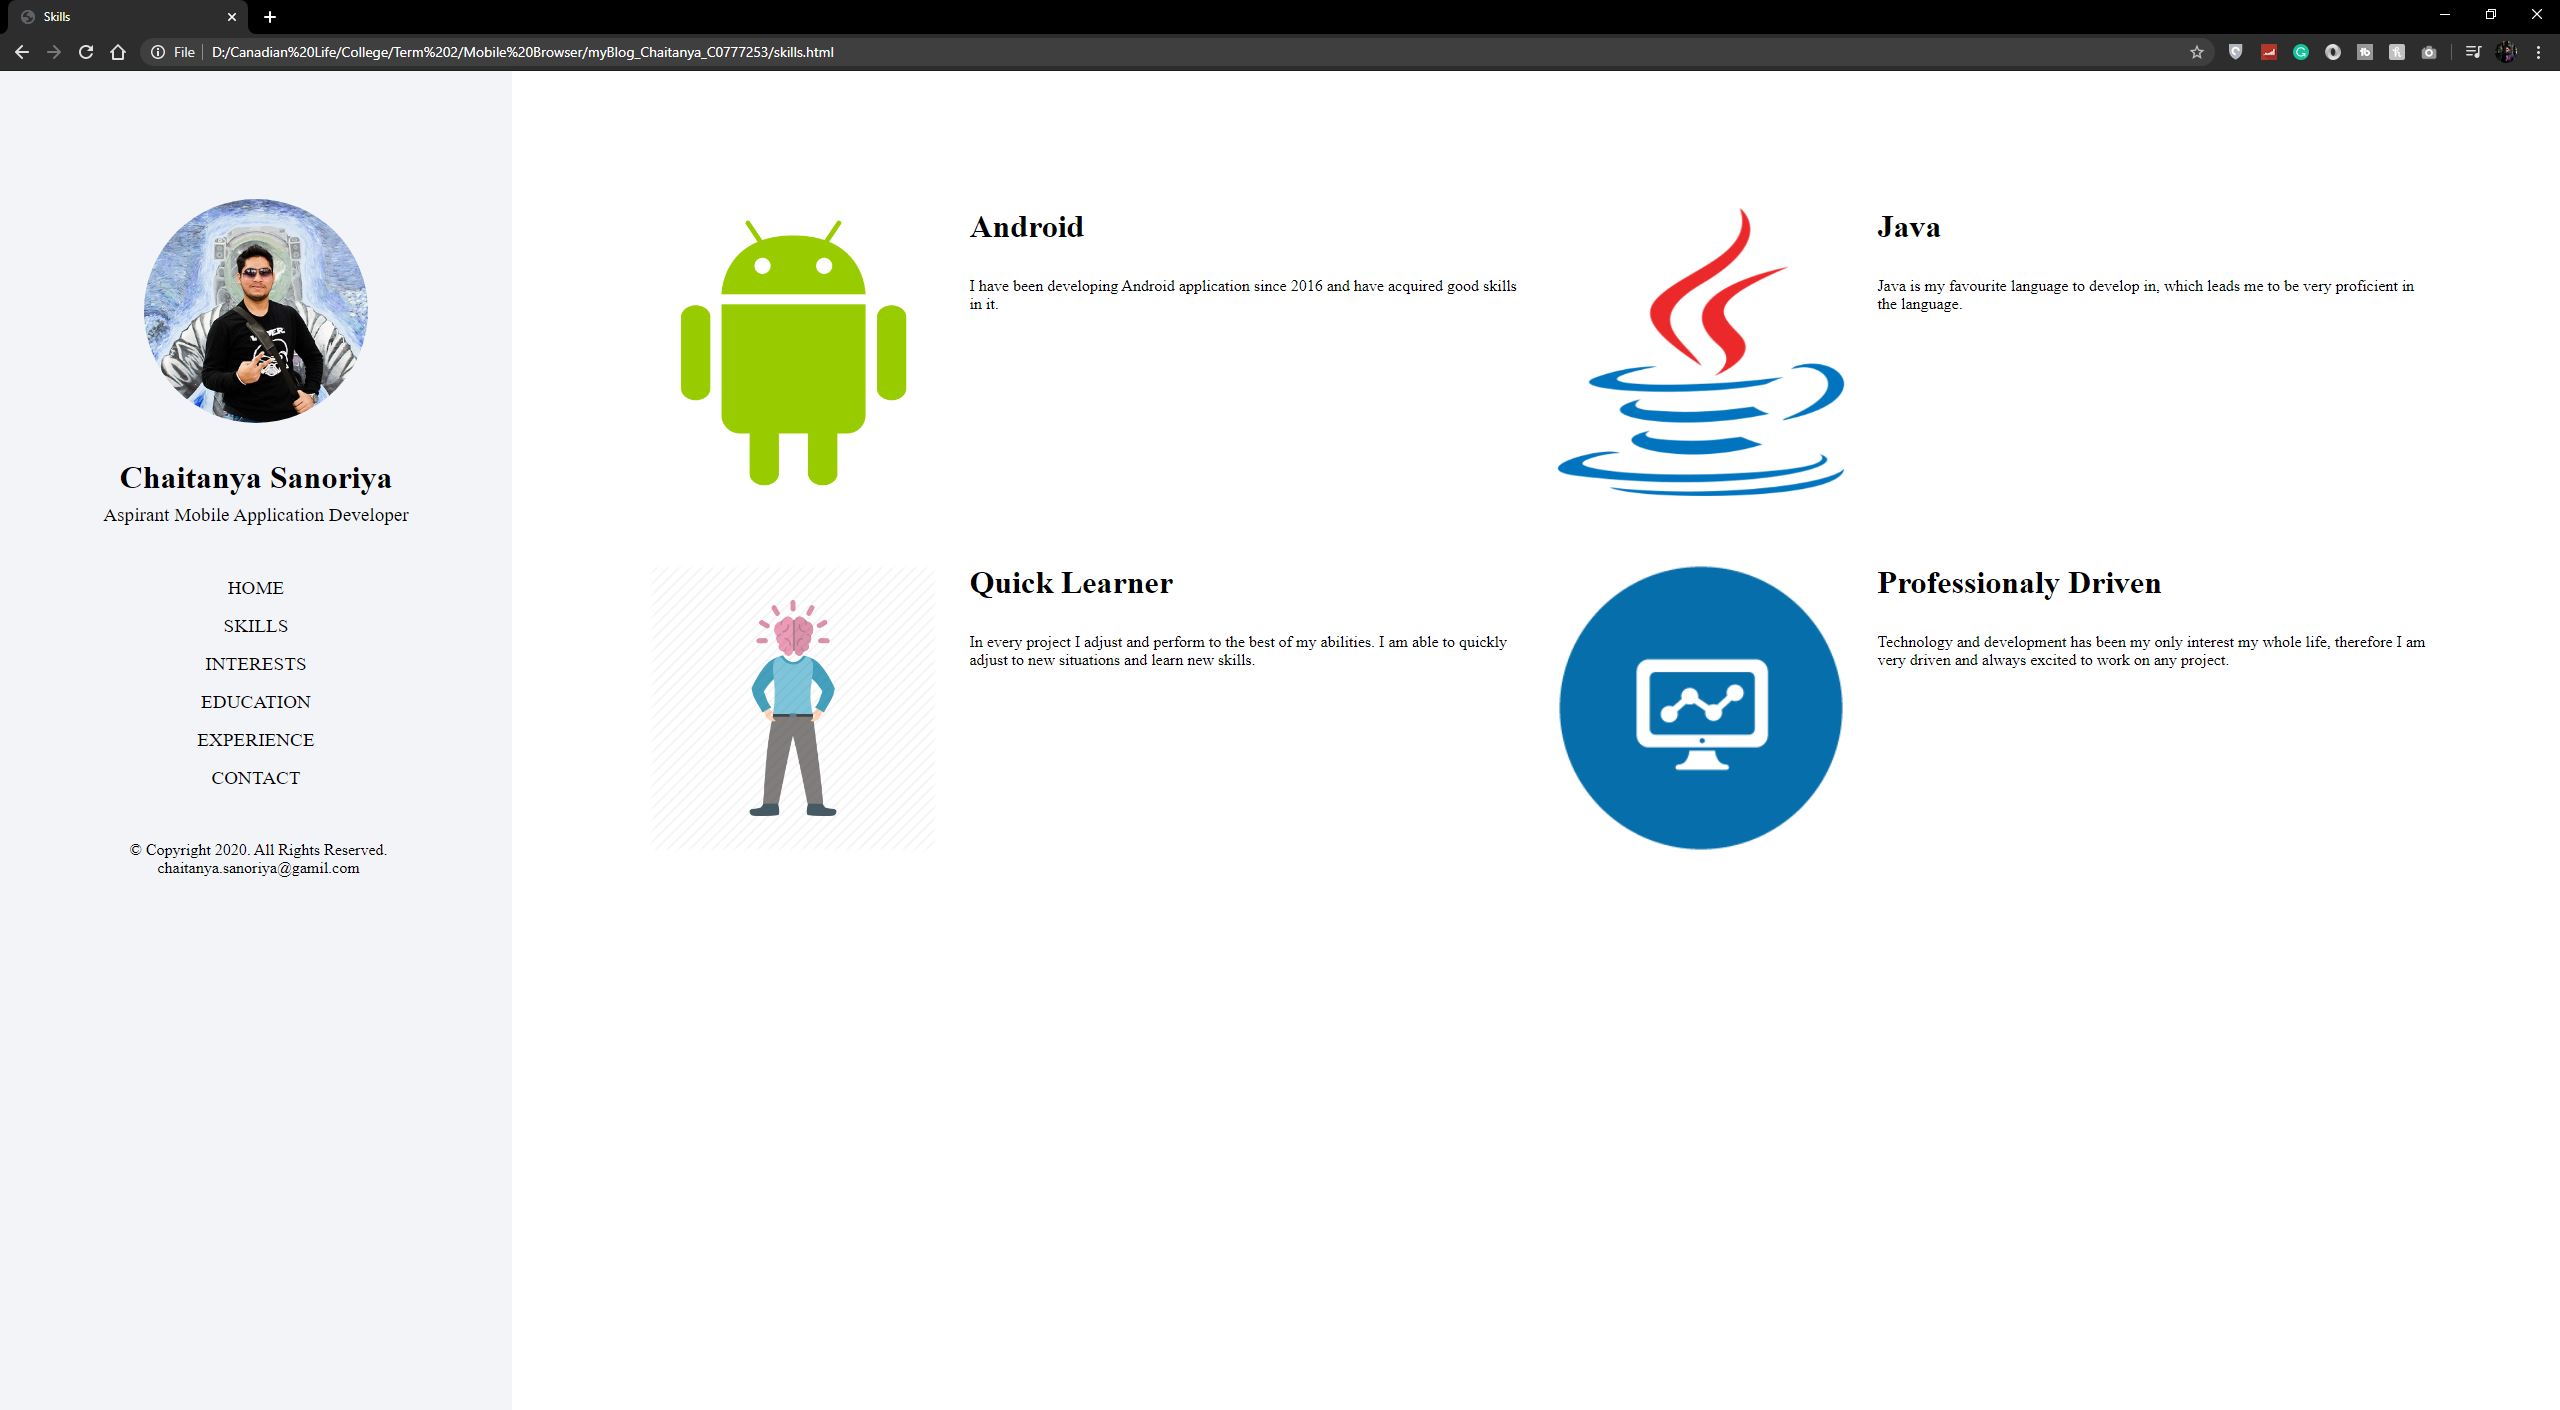 Skills
File
D:/Canadian%20Life/College/Term%202/Mobile%20Browser/myBlog_Chaitanya_C0777253/skills.html
Chaitanya Sanoriya
Aspirant Mobile Application Developer
HOME
SKILLS
INTERESTS
EDUCATION
EXPERIENCE
CONTACT
© Copyright 2020. All Rights Reserved.
chaitanya.sanoriya@gamil.com
Android
I have been developing Android application since 2016 and have acquired good skills
in it.
Java
Java is my favourite language to develop in, which leads me to be very proficient in
the language.
Quick Learner
In every project I adjust and perform to the best of my abilities. I am able to quickly
adjust to new situations and learn new skills.
Professionaly Driven
Technology and development has been my only interest my whole life, therefore I am
very driven and always excited to work on any project.